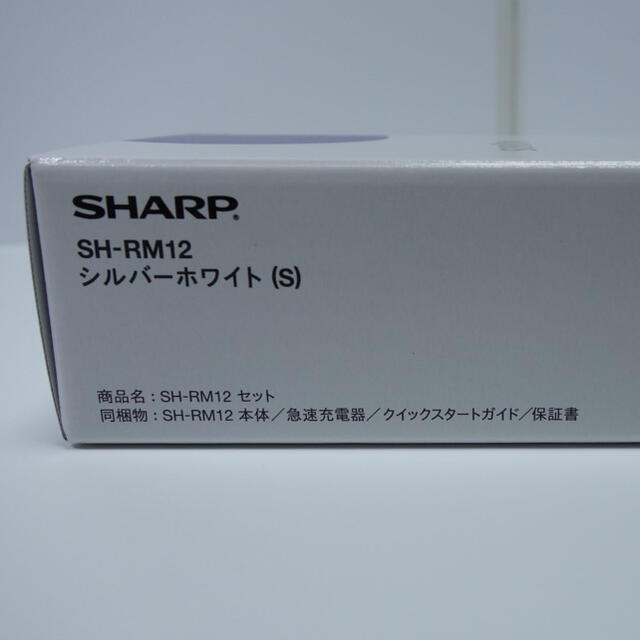 SHARP
SH-RM12
シルバーホワイト (S)
商品名：SH-RM12 セット
同梱物：SH-RM12 本体／急速充電器／クイックスタートガイド／保証書